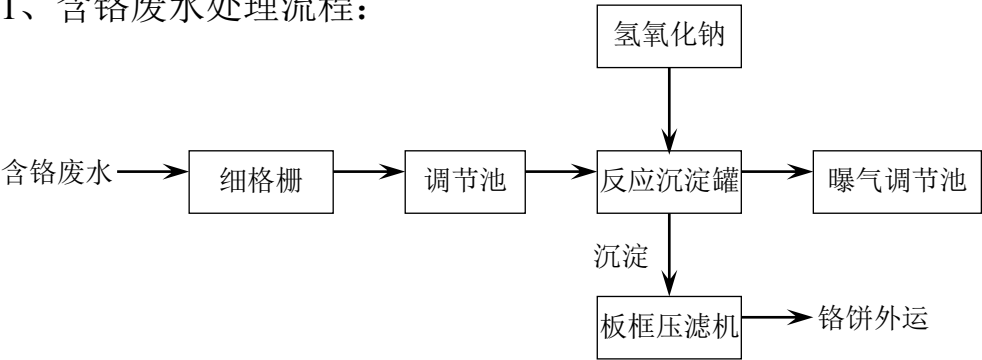 1、含铬废水处理流程：
氢氧化钠
含铬废水
细格栅
调节池
反应沉淀罐
曝气调节池
沉淀
板框压滤机
铬饼外运